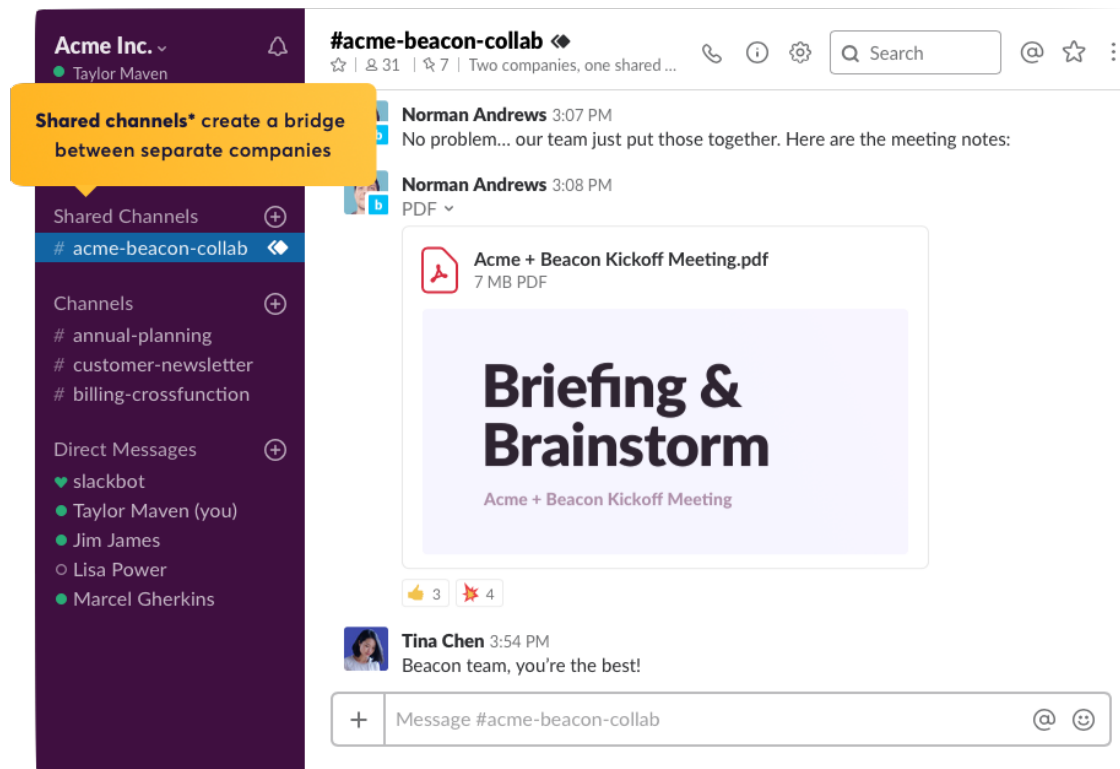 Acme Inc.
Taylor Maven
Shared channels* create a bridge
between separate companies
Shared Channels
# acme-beacon-collab
Channels
# annual-planning
# customer-newsletter
# billing-crossfunction
Direct Messages
slackbot
Taylor Maven (you)
Jim James
Lisa Power
Marcel Gherkins
#acme-beacon-collab
31 | 7 | Two companies, one shared ...
Search
Norman Andrews 3:07 PM
b
No problem... our team just put those together. Here are the meeting notes:
Norman Andrews 3:08 PM
b
PDF
Acme + Beacon Kickoff Meeting.pdf
7 MB PDF
Briefing &
Brainstorm
Acme + Beacon Kickoff Meeting
3 4
Tina Chen 3:54 PM
Beacon team, you’re the best!
+ Message #acme-beacon-collab @